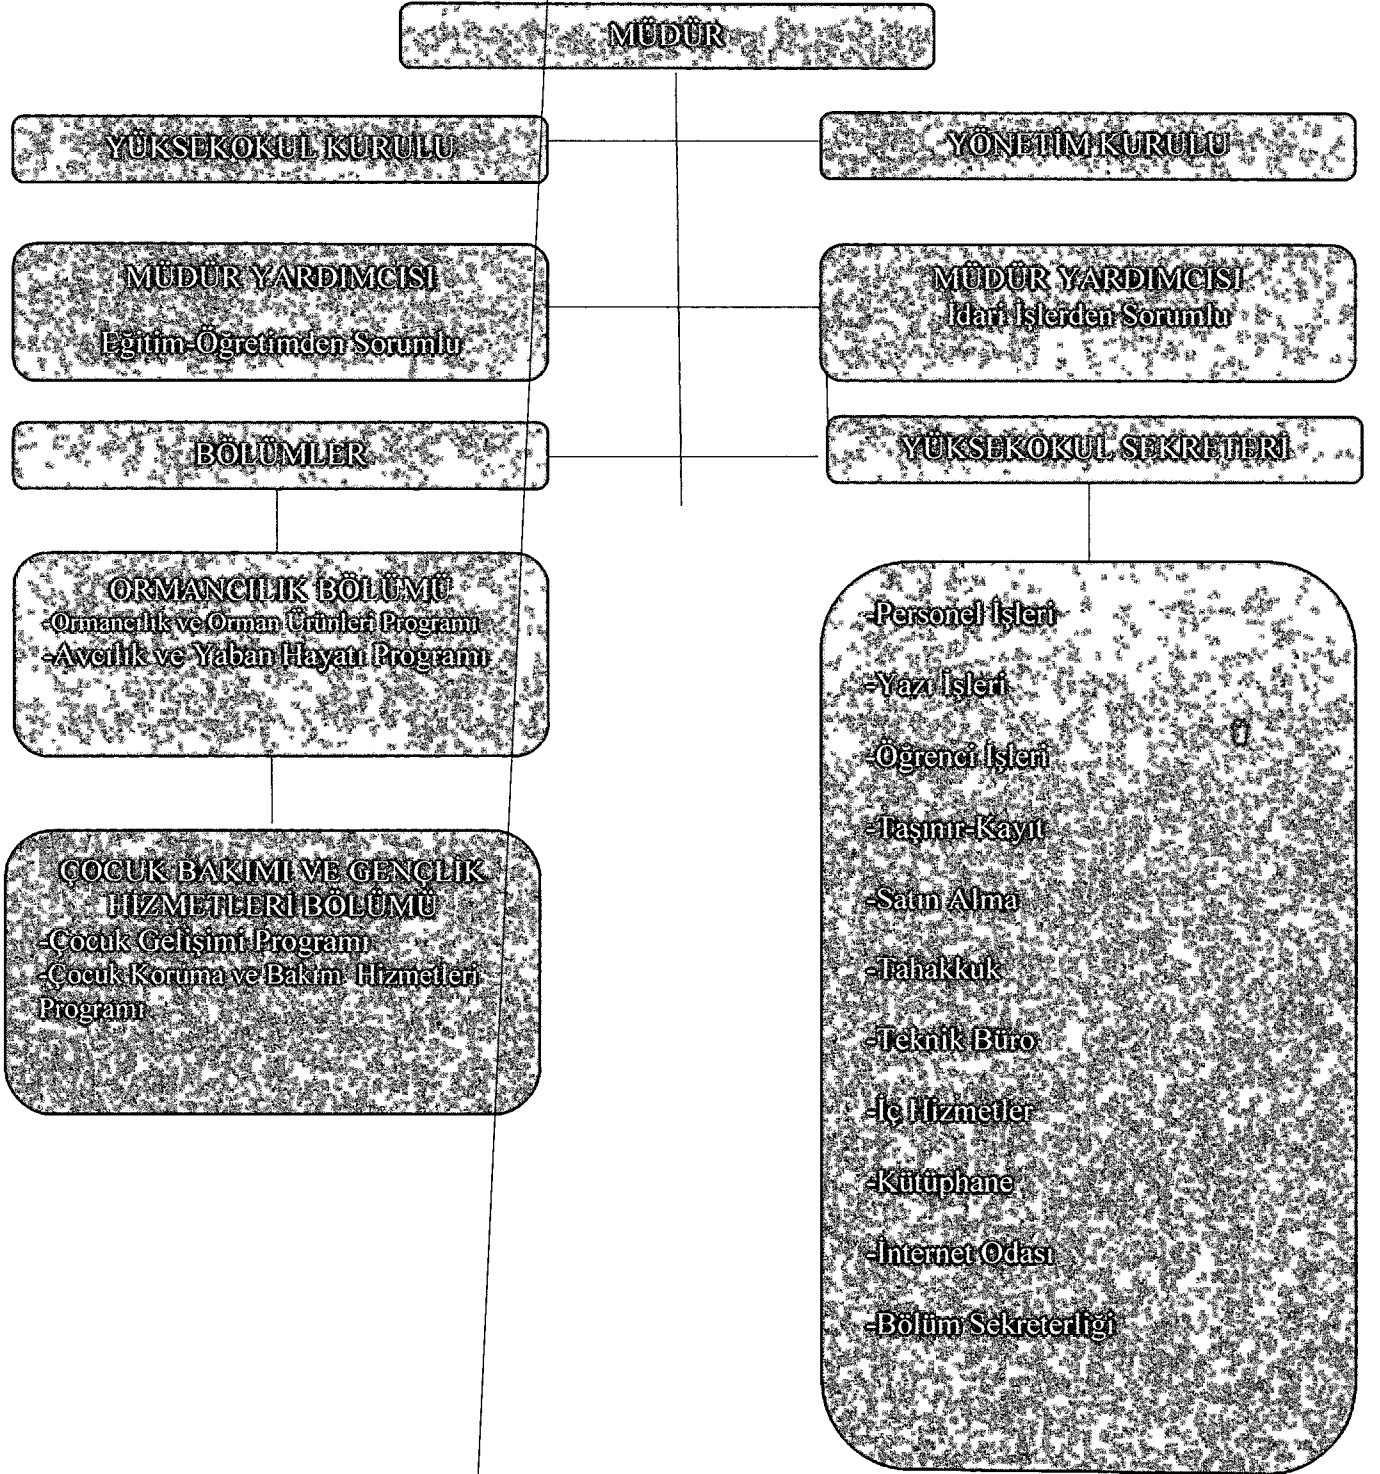 MÜDÜR
YÜKSEKOKUL KURULU
YÖNETİM KURULU
MÜDÜR YARDIMCISI
Eğitim-Öğretimden Sorumlu
MÜDÜR YARDIMCISI
İdari İşlerden Sorumlu
BÖLÜMLER
YÜKSEKOKUL SEKRETERİ
ORMANCILIK BÖLÜMÜ
-Ormancılık ve Orman Ürünleri Programı
-Avcılık ve Yaban Hayatı Programı
ÇOCUK BAKIMI VE GENÇLİK
HİZMETLERİ BÖLÜMÜ
-Çocuk Gelişimi Programı
-Çocuk Koruma ve Bakım Hizmetleri
Programı
-Personel İşleri
-Yazı İşleri
-Öğrenci İşleri
-Taşınır-Kayıt
-Satın Alma
-Tahakkuk
-Teknik Büro
-İç Hizmetler
-Kütüphane
-İnternet Odası
-Bölüm Sekreterliği